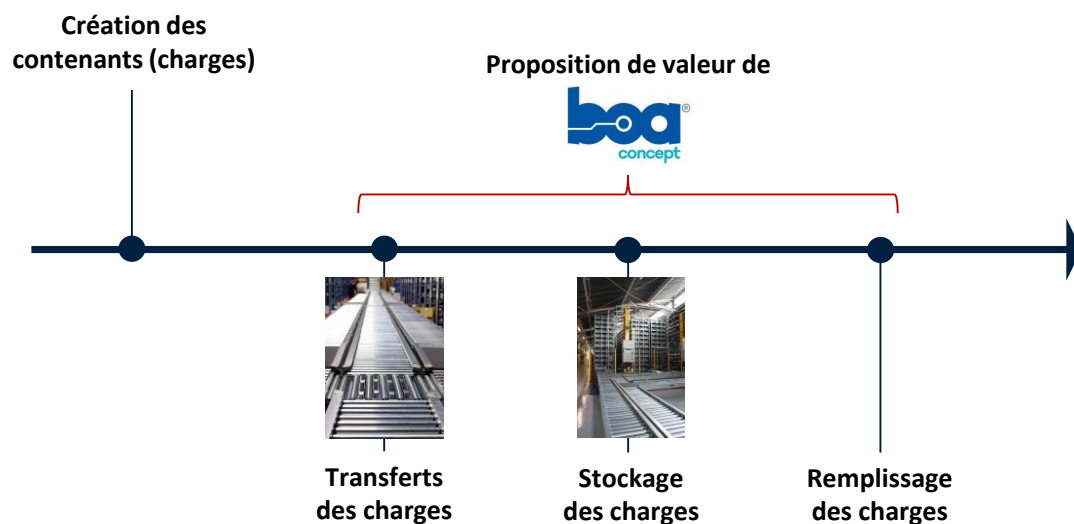 Création des
contenants (charges)
Proposition de valeur de
boa®
concept
Transferts
des charges
Stockage
des charges
Remplissage
des charges